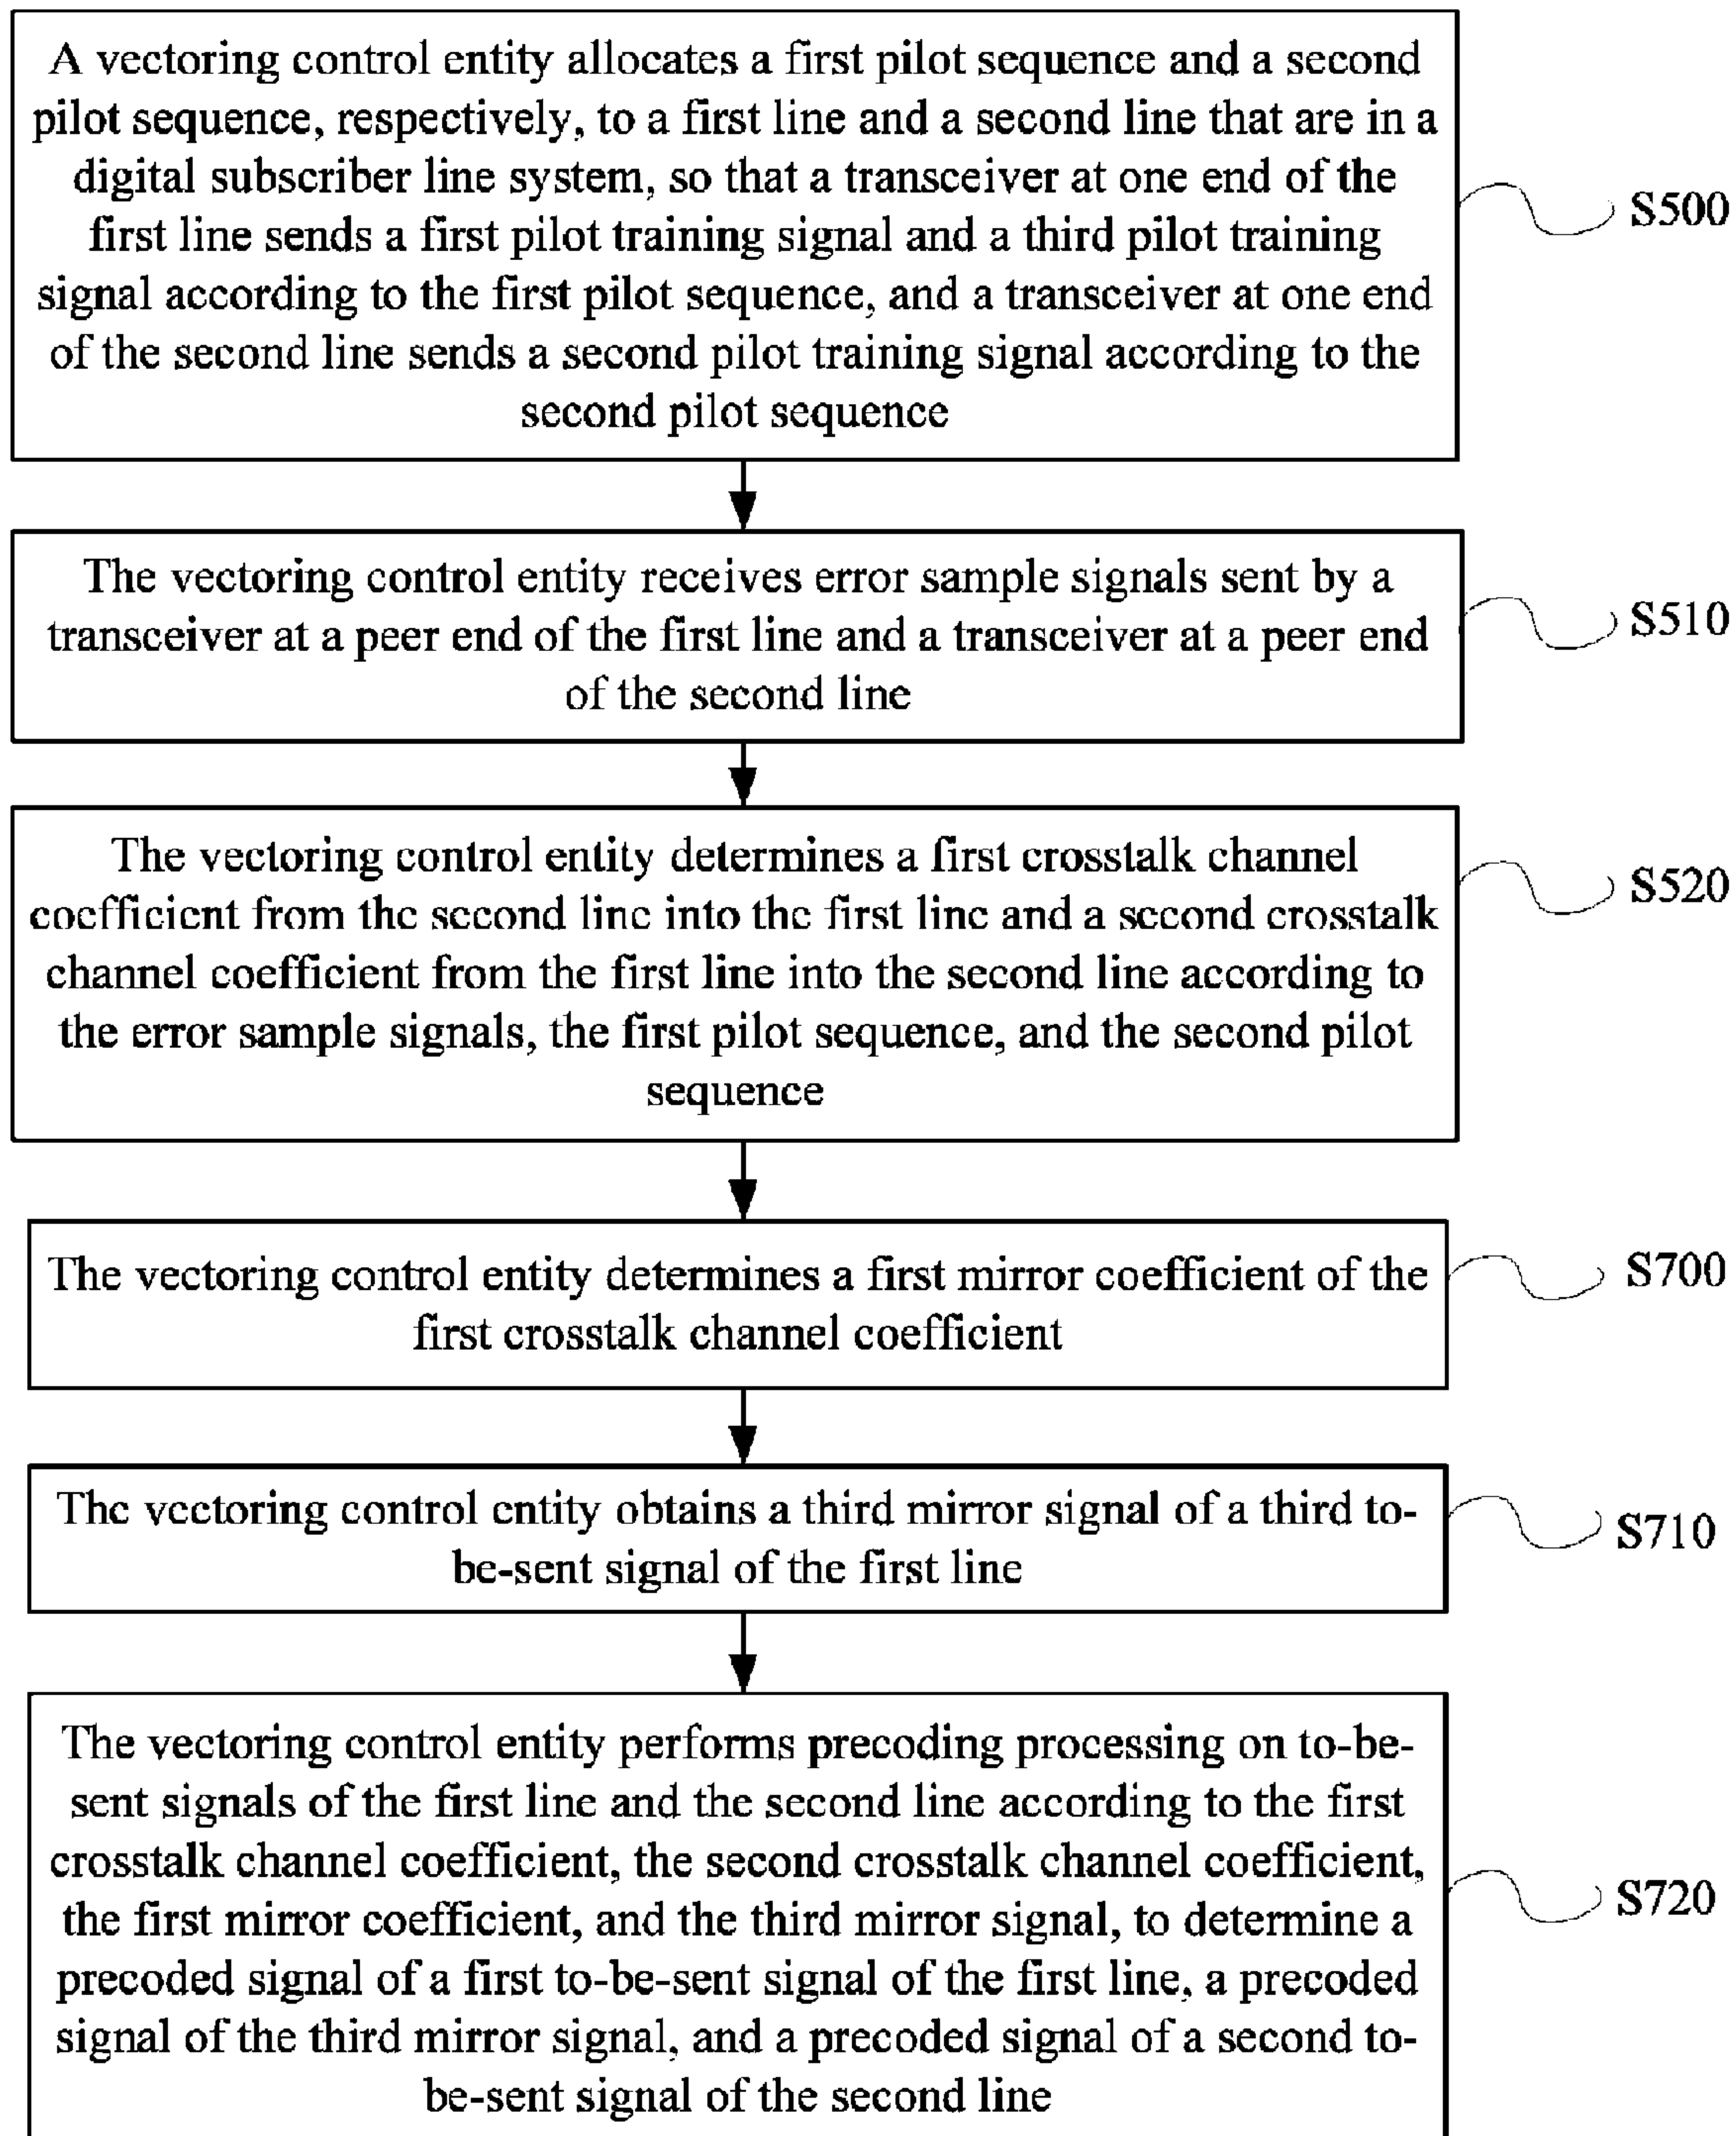 A vectoring control entity allocates a first pilot sequence and a second
pilot sequence, respectively, to a first line and a second line that are in a
digital subscriber line system, so that a transceiver at one end of the
first line sends a first pilot training signal and a third pilot training
signal according to the first pilot sequence, and a transceiver at one end
of the second line sends a second pilot training signal according to the
second pilot sequence
S500
The vectoring control entity receives error sample signals sent by a
transceiver at a peer end of the first line and a transceiver at a peer end
of the second line
S510
The vectoring control entity determines a first crosstalk channel
coefficient from the second line into the first line and a second crosstalk
channel coefficient from the first line into the second line according to
the error sample signals, the first pilot sequence, and the second pilot
sequence
S520
The vectoring control entity determines a first mirror coefficient of the
first crosstalk channel coefficient
S700
The vectoring control entity obtains a third mirror signal of a third to-
be-sent signal of the first line
S710
The vectoring control entity performs precoding processing on to-be-
sent signals of the first line and the second line according to the first
crosstalk channel coefficient, the second crosstalk channel coefficient,
the first mirror coefficient, and the third mirror signal, to determine a
precoded signal of a first to-be-sent signal of the first line, a precoded
signal of the third mirror signal, and a precoded signal of a second to-
be-sent signal of the second line
S720